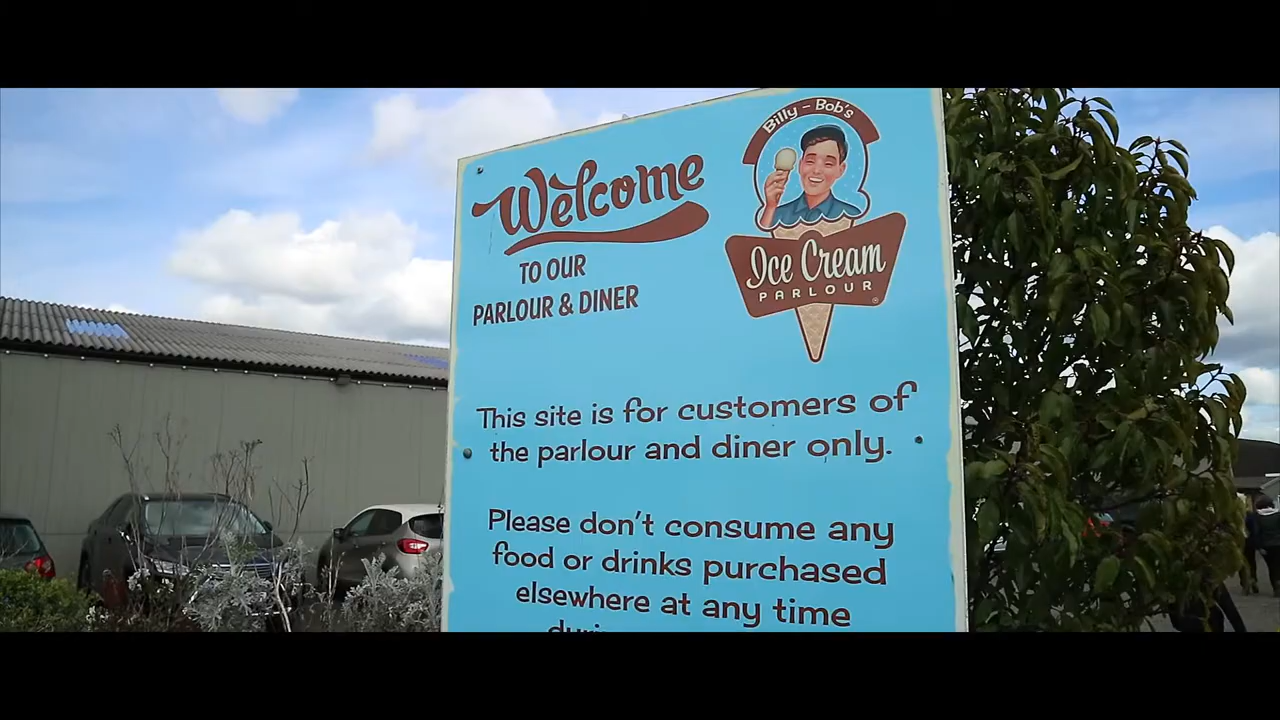 Welcome
TO OUR
PARLOUR & DINER
Billy - Bob's
Ice Cream
PARLOUR
This site is for customers of
the parlour and diner only.
Please don't consume any
food or drinks purchased
elsewhere at any time